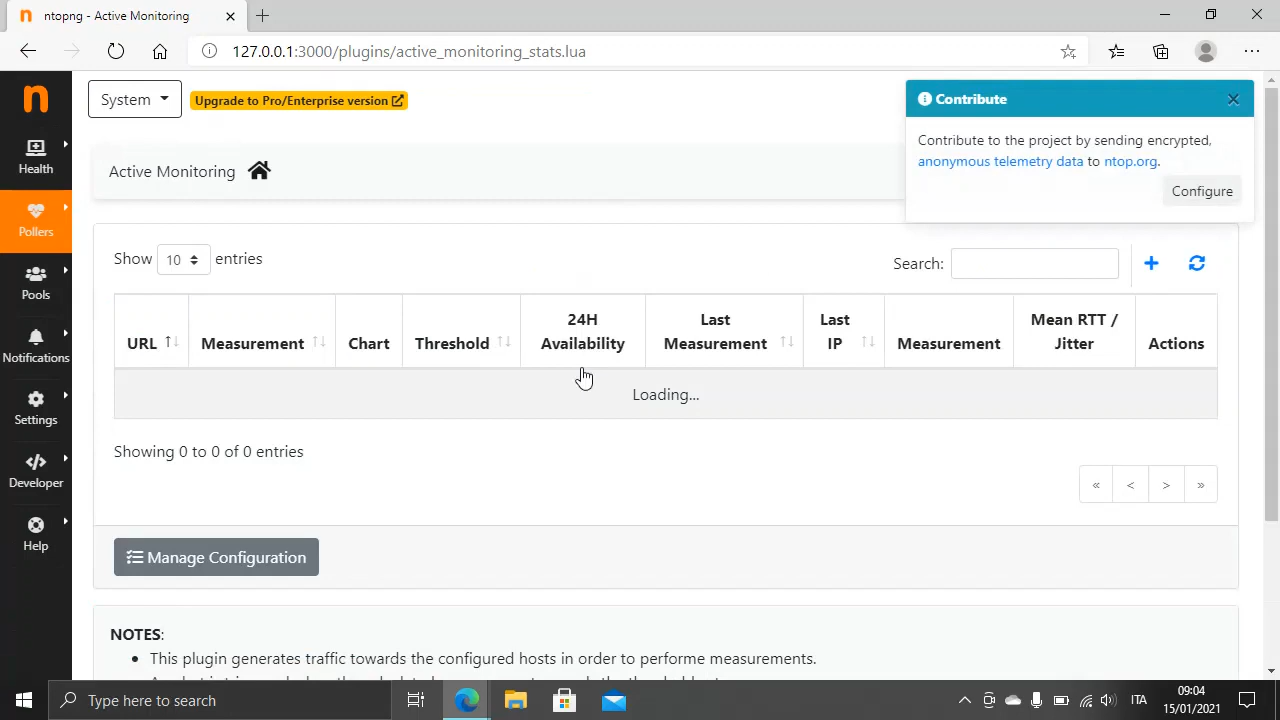 ntopng - Active Monitoring
127.0.0.1:3000/plugins/active_monitoring_stats.lua
n
System
Upgrade to Pro/Enterprise version
Contribute
Contribute to the project by sending encrypted,
anonymous telemetry data to ntop.org.
Configure
Health
Pollers
Pools
Notifications
Settings
Developer
Help
Active Monitoring
Show 10 entries
Search:
URL Measurement Chart Threshold 24H Availability Last Measurement Last IP Measurement Mean RTT / Jitter Actions
Loading...
Showing 0 to 0 of 0 entries
« < > »
Manage Configuration
NOTES:
• This plugin generates traffic towards the configured hosts in order to performe measurements.
Type here to search
ITA
09:04
15/01/2021